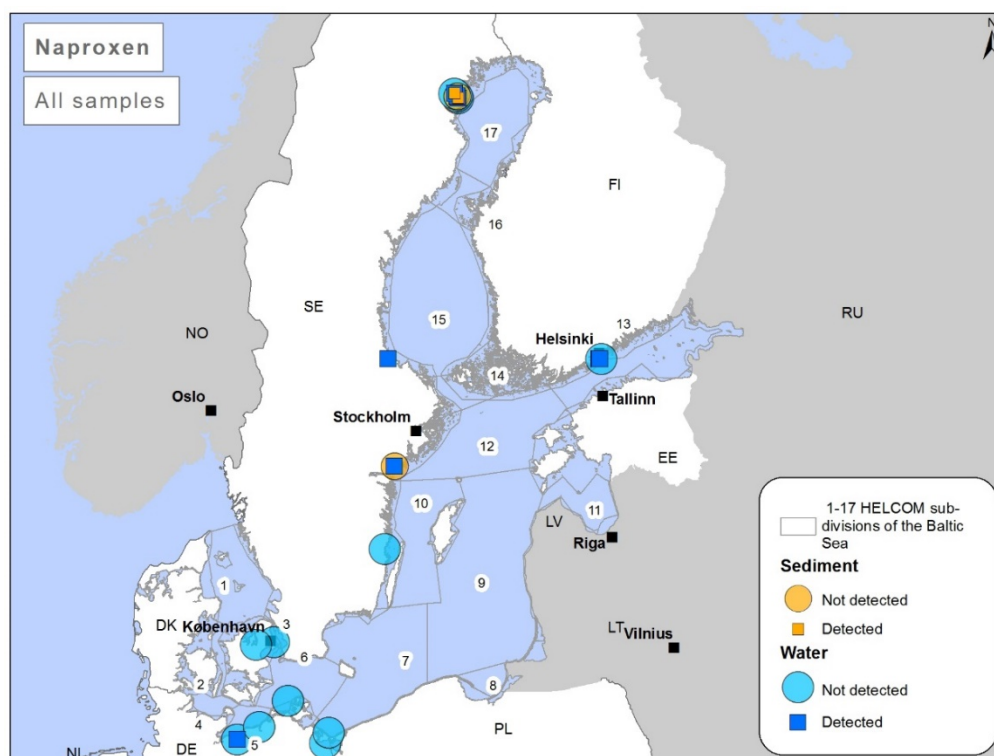 Naproxen
All samples
N
17
FI
16
SE
15
13
RU
NO
Helsinki
14
Oslo
Tallinn
Stockholm
12
EE
10
11
LV
Riga
9
1
DK
København
3
LT
Vilnius
6
7
2
8
4
5
PL
DE
NL
1-17 HELCOM sub-
divisions of the Baltic
Sea
Sediment
Not detected
Detected
Water
Not detected
Detected